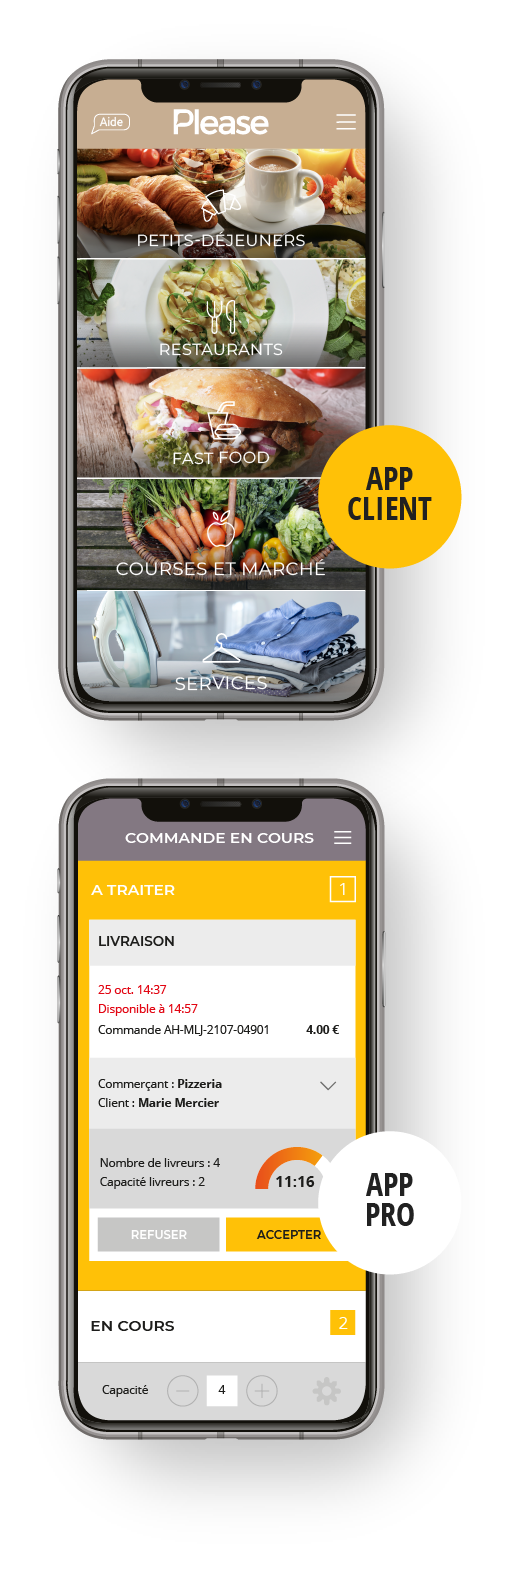 Aide
Please
PETITS-DÉJEUNERS
RESTAURANTS
FAST FOOD
APP
CLIENT
COURSES ET MARCHÉ
SERVICES
COMMANDE EN COURS
A TRAITER 1
LIVRAISON
25 oct. 14:37
Disponible à 14:57
Commande AH-MLJ-2107-04901 4.00 €
Commerçant : Pizzeria
Client : Marie Mercier
Nombre de livreurs : 4
Capacité livreurs : 2
11:16
APP
PRO
REFUSER ACCEPTER
EN COURS 2
Capacité 4